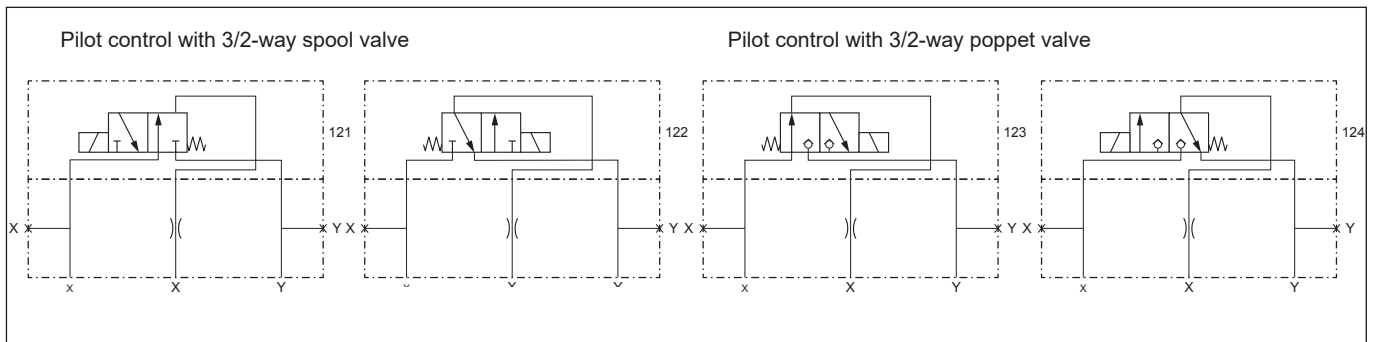 Pilot control with 3/2-way spool valve
Pilot control with 3/2-way poppet valve
121
122
123
124
X
Y
X
Y
X
Y
X
Y
x
X
Y
x
X
Y
x
X
Y